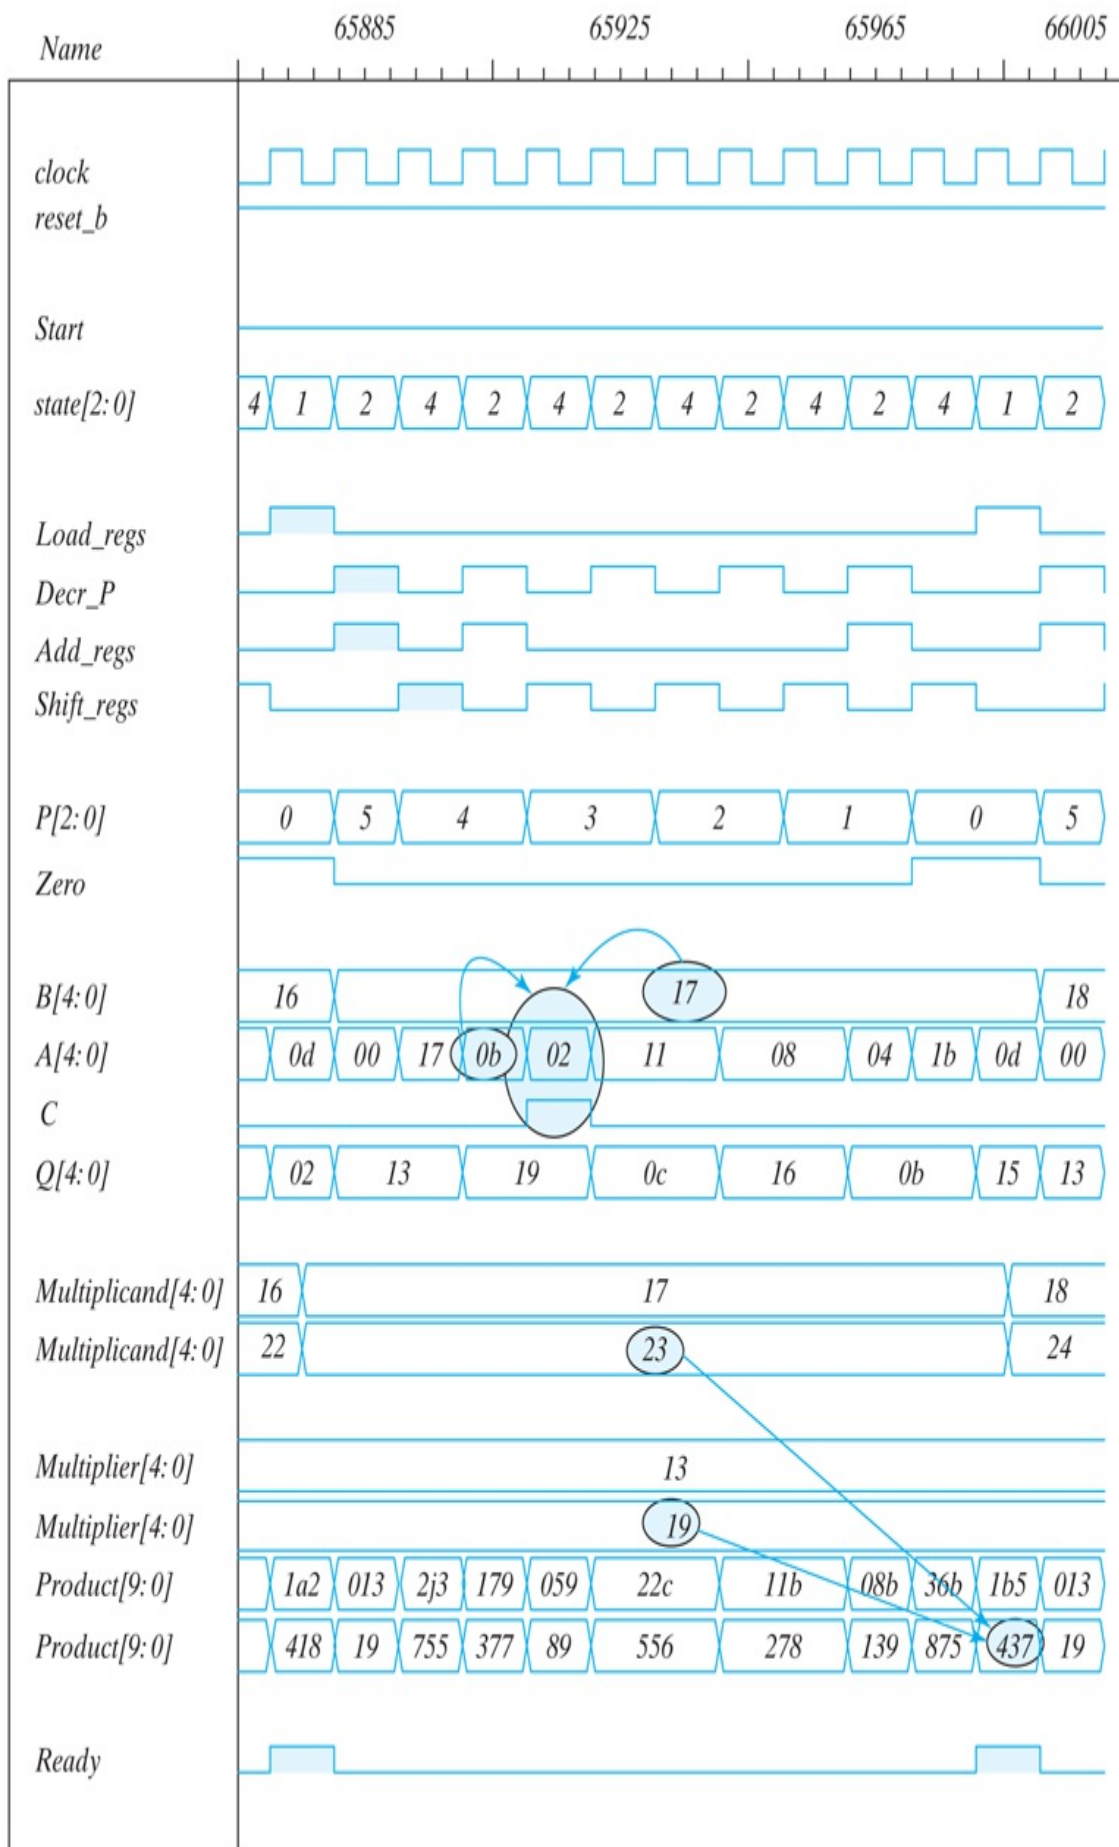 Name 65885 65925 65965 66005
clock
reset_b
Start
state[2:0] 4 1 2 4 2 4 2 4 2 4 2 4 1 2
Load_regs
Decr_P
Add_regs
Shift_regs
P[2:0] 0 5 4 3 2 1 0 5
Zero
B[4:0] 16 17 18
A[4:0] 0d 00 17 0b 02 11 08 04 1b 0d 00
C
Q[4:0] 02 13 19 0c 16 0b 15 13
Multiplicand[4:0] 16 17 18
Multiplicand[4:0] 22 23 24
Multiplier[4:0] 13
Multiplier[4:0] 19
Product[9:0] 1a2 013 2j3 179 059 22c 11b 08b 36b 1b5 013
Product[9:0] 418 19 755 377 89 556 278 139 875 437 19
Ready